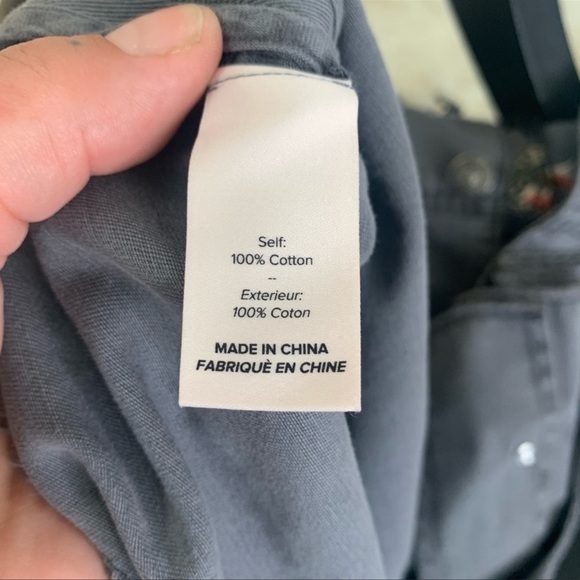 Self:
100% Cotton
--
Exterieur:
100% Coton
MADE IN CHINA
FABRIQUÈ EN CHINE